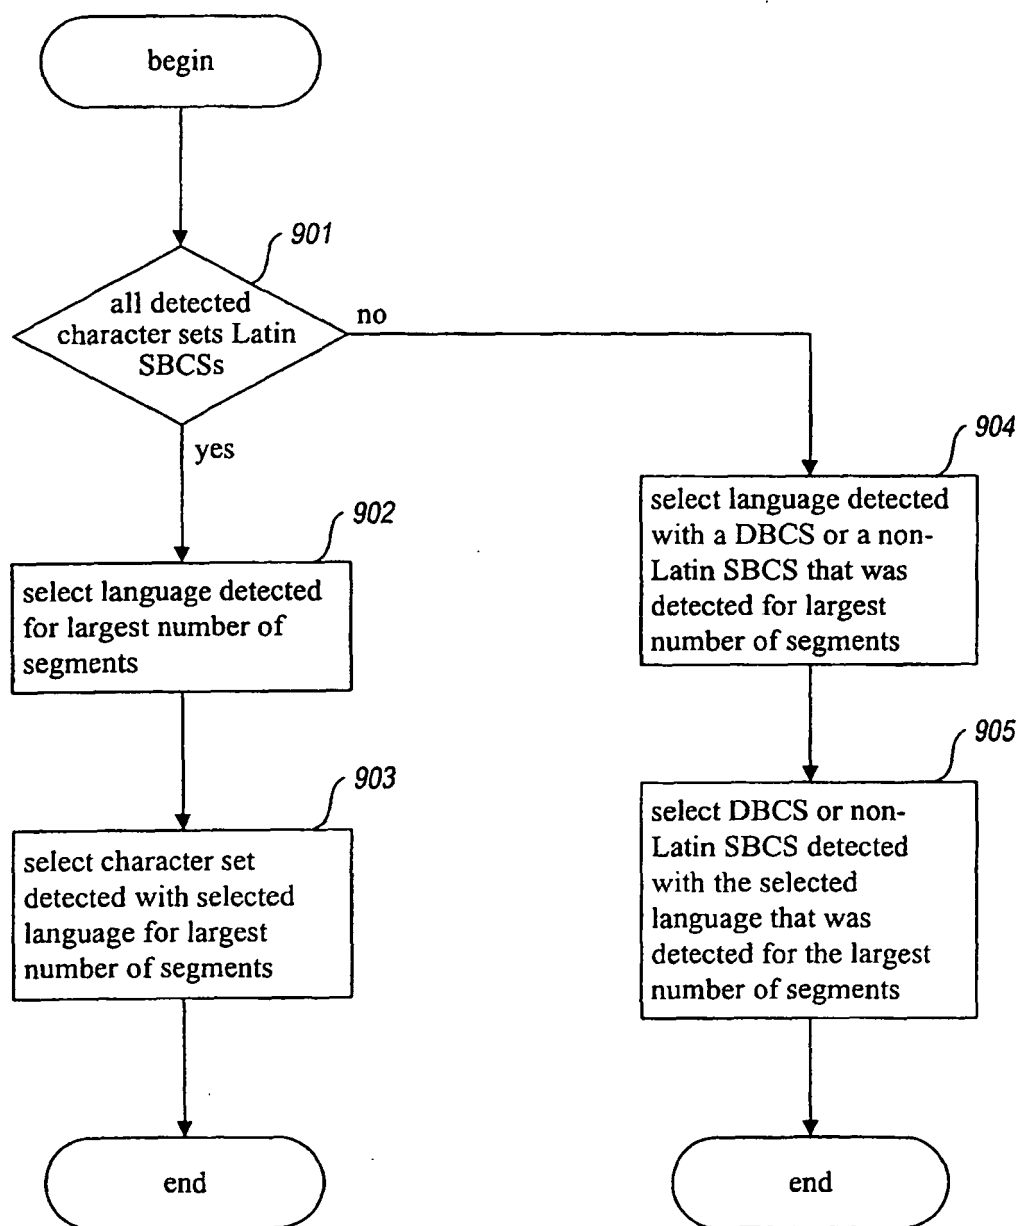 begin
901
all detected
character sets Latin
SBCSs
no
yes
902
select language detected
for largest number of
segments
903
select character set
detected with selected
language for largest
number of segments
end
904
select language detected
with a DBCS or a non-
Latin SBCS that was
detected for largest
number of segments
905
select DBCS or non-
Latin SBCS detected
with the selected
language that was
detected for the largest
number of segments
end